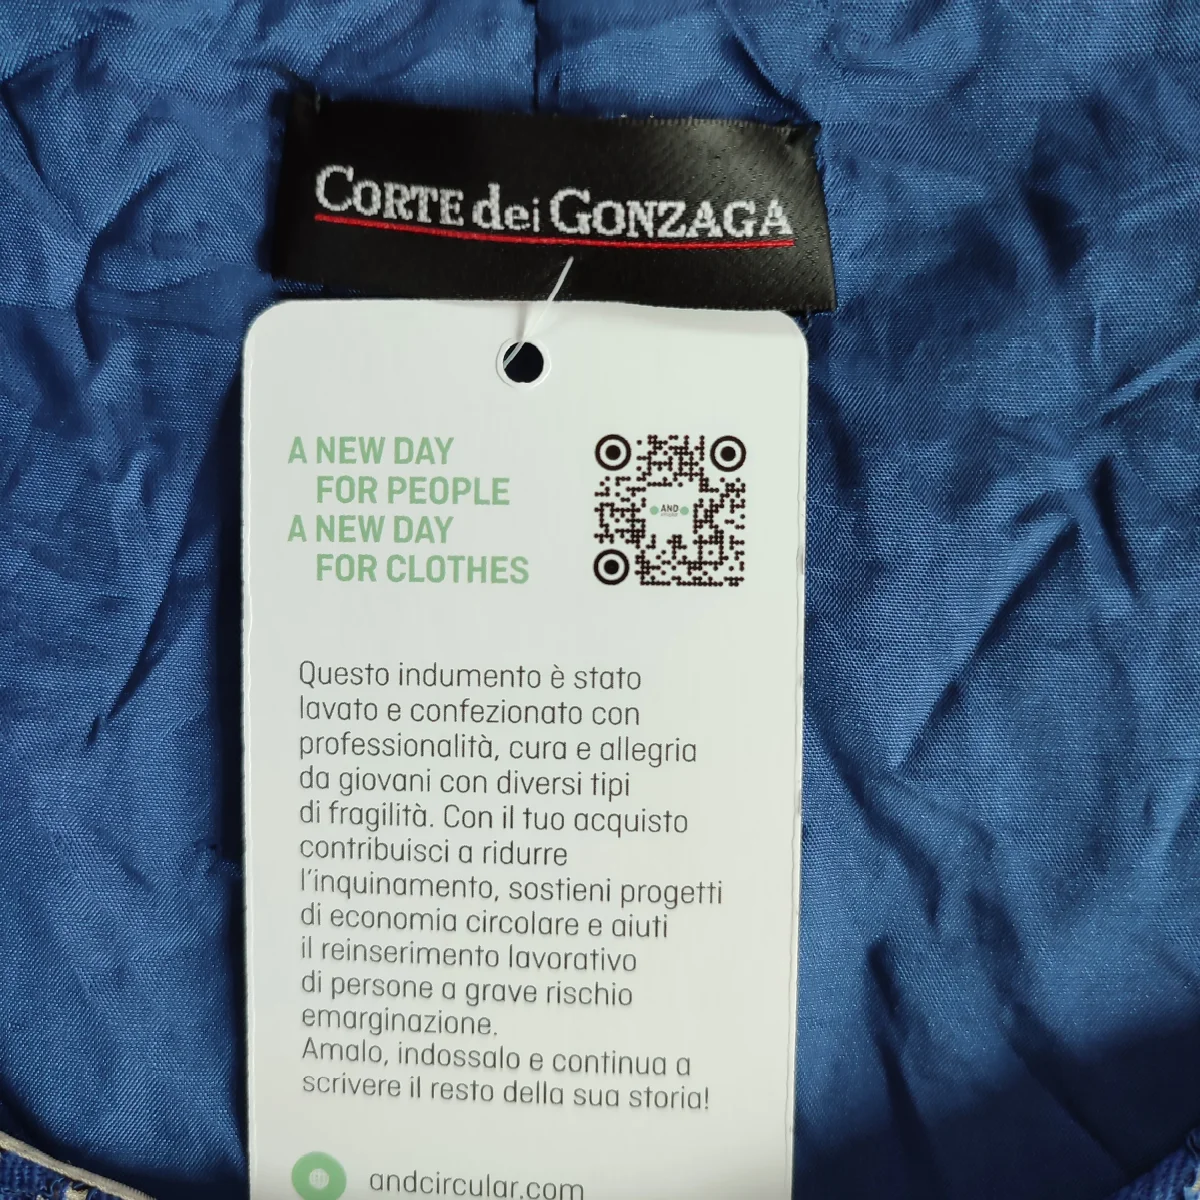 CORTE dei GONZAGA
A NEW DAY
FOR PEOPLE
A NEW DAY
FOR CLOTHES
AND
Questo indumento è stato
lavato e confezionato con
professionalità, cura e allegria
da giovani con diversi tipi
di fragilità. Con il tuo acquisto
contribuisci a ridurre
l'inquinamento, sostieni progetti
di economia circolare e aiuti
il reinserimento lavorativo
di persone a grave rischio
emarginazione.
Amalo, indossalo e continua a
scrivere il resto della sua storia!
andcircular.com